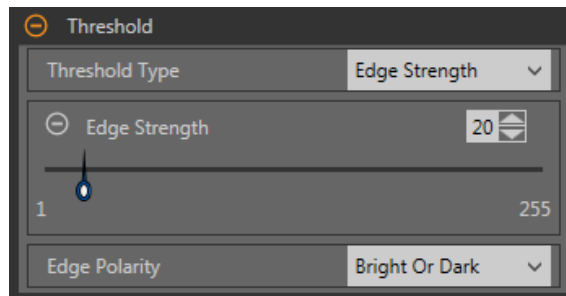 Threshold
Threshold Type Edge Strength
Edge Strength 20
1 255
Edge Polarity Bright Or Dark